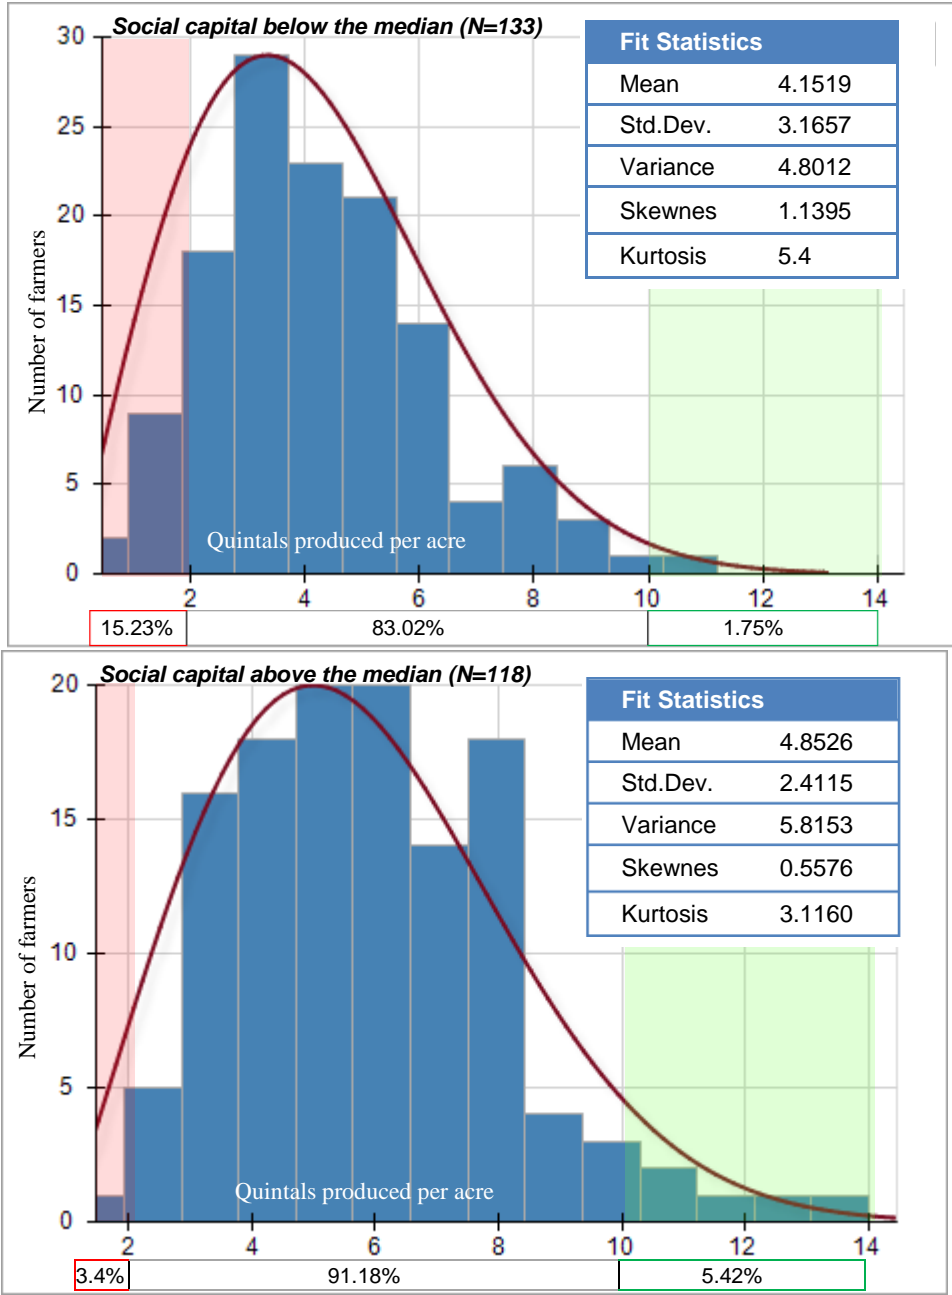 Social capital below the median (N=133)
Fit Statistics
Mean 4.1519
Std.Dev. 3.1657
Variance 4.8012
Skewnes 1.1395
Kurtosis 5.4
Number of farmers
30
25
20
15
10
5
0
Quintals produced per acre
2 4 6 8 10 12 14
15.23% 83.02% 1.75%
Social capital above the median (N=118)
Fit Statistics
Mean 4.8526
Std.Dev. 2.4115
Variance 5.8153
Skewnes 0.5576
Kurtosis 3.1160
Number of farmers
20
15
10
5
0
Quintals produced per acre
2 4 6 8 10 12 14
3.4% 91.18% 5.42%